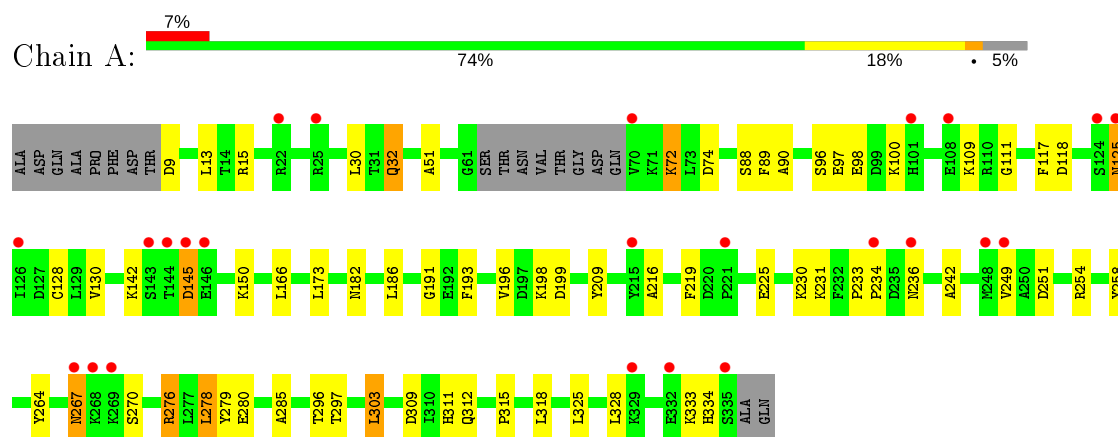 7%
Chain A:
74% 18% • 5%
ALA ASP GLN ALA PRO PHE ASP THR D9 L13 T14 R15 R22 R25 L30 T31 Q32 A51 G61 SER THR ASN VAL THR GLY ASP GLN V70 K71 K72 L73 D74 S88 F89 A90 S96 E97 E98 D99 K100 H101 E108 K109 R110 G111 F117 D118 S124 N125
I126 D127 C128 L129 V130 K142 S143 T144 D145 E146 K150 L166 L173 N182 L186 G191 E192 F193 V196 D197 K198 D199 Y209 Y215 A216 F219 D220 P221 E225 K230 K231 F232 P233 P234 D235 N236 A242 M248 V249 A250 D251 R254 Y258
Y264 N267 K268 K269 S270 R276 L277 L278 Y279 E280 A285 T296 T297 L303 D309 I310 H311 Q312 P315 L318 L325 L328 K329 E332 K333 H334 S335 ALA GLN